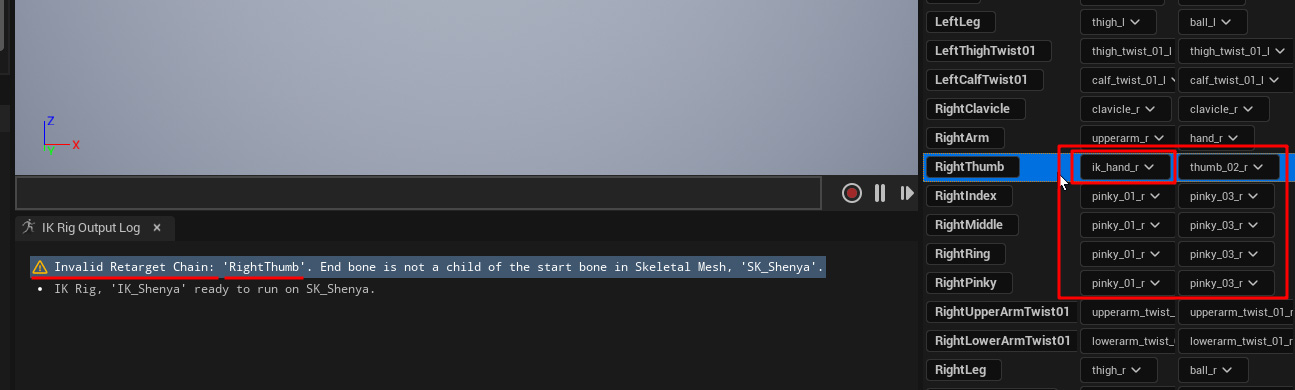 LeftLeg thigh_l ball_l
LeftThighTwist01 thigh_twist_01_l thigh_twist_01_l
LeftCalfTwist01 calf_twist_01_l calf_twist_01_l
RightClavicle clavicle_r clavicle_r
RightArm upperarm_r hand_r
RightThumb ik_hand_r thumb_02_r
RightIndex pinky_01_r pinky_03_r
RightMiddle pinky_01_r pinky_03_r
RightRing pinky_01_r pinky_03_r
RightPinky pinky_01_r pinky_03_r
RightUpperArmTwist01 upperarm_twist_ upperarm_twist_01_r
RightLowerArmTwist01 lowerarm_twist_ lowerarm_twist_01_r
RightLeg thigh_r ball_r
Z
X
IK Rig Output Log
Invalid Retarget Chain: 'RightThumb'. End bone is not a child of the start bone in Skeletal Mesh, 'SK_Shenya'.
• IK Rig, 'IK_Shenya' ready to run on SK_Shenya.